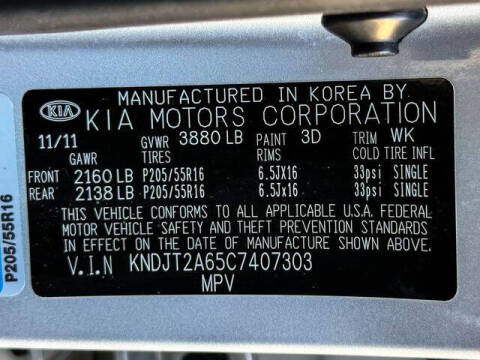 MANUFACTURED IN KOREA BY
KIA KIA MOTORS CORPORATION
11/11 GVWR 3880 LB PAINT 3D TRIM WK
GAWR TIRES RIMS COLD TIRE INFL
FRONT 2160 LB P205/55R16 6.5JX16 33psi SINGLE
REAR 2138 LB P205/55R16 6.5Jx16 33psi SINGLE
THIS VEHICLE CONFORMS TO ALL APPLICABLE U.S.A. FEDERAL
MOTOR VEHICLE SAFETY AND THEFT PREVENTION STANDARDS
IN EFFECT ON THE DATE OF MANUFACTURE SHOWN ABOVE.
V.I.N KNDJT2A65C7407303
MPV
P205/55R16